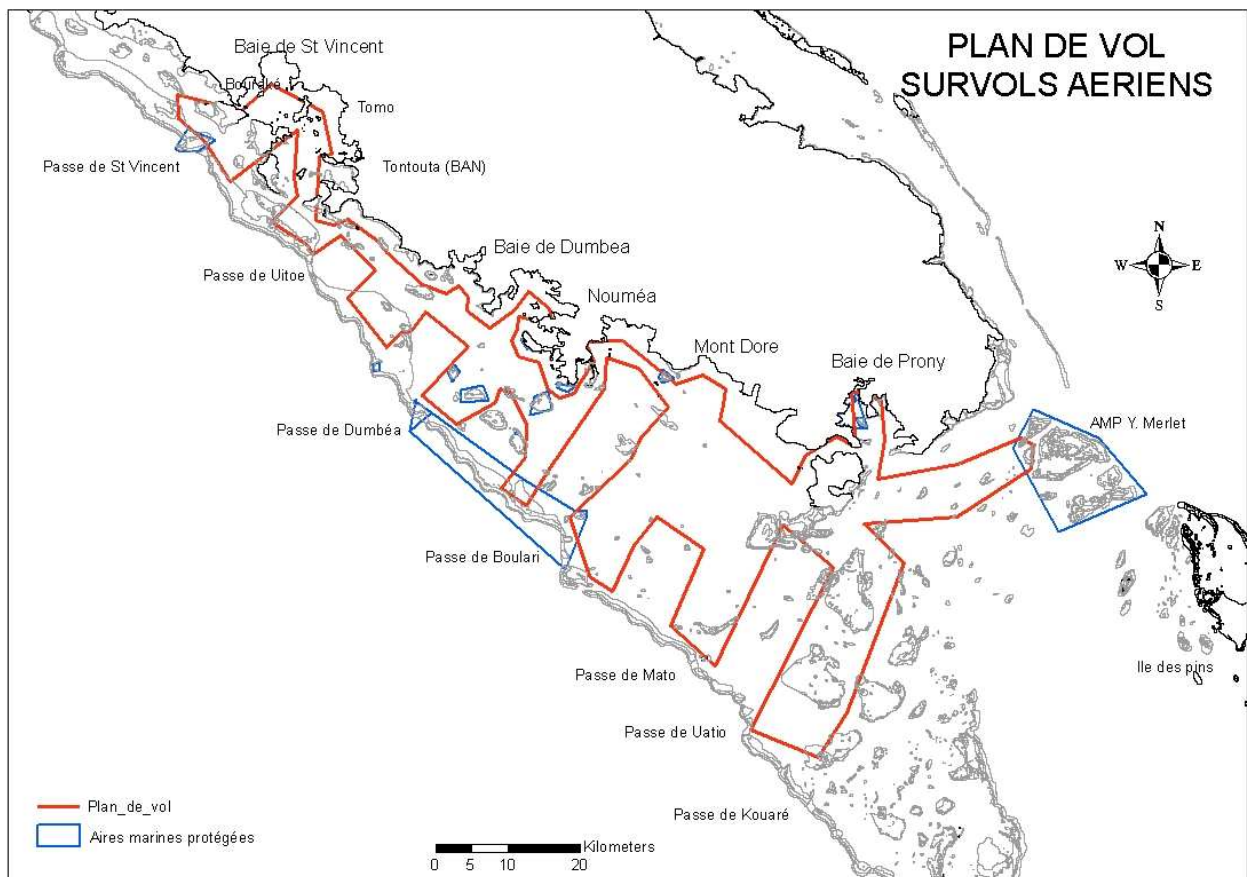 PLAN DE VOL
SURVOLS AERIENS
Baie de St Vincent
Bouraké
Tomo
Passe de St Vincent
Tontouta (BAN)
Baie de Dumbea
Passe de Uitoe
Nouméa
Mont Dore
Baie de Prony
N
W
E
S
AMP Y. Merlet
Passe de Dumbéa
Passe de Boulari
Passe de Mato
Ile des pins
Passe de Uatio
Passe de Kouaré
Plan_de_vol
Aires marines protégées
Kilometers
0 5 10 20